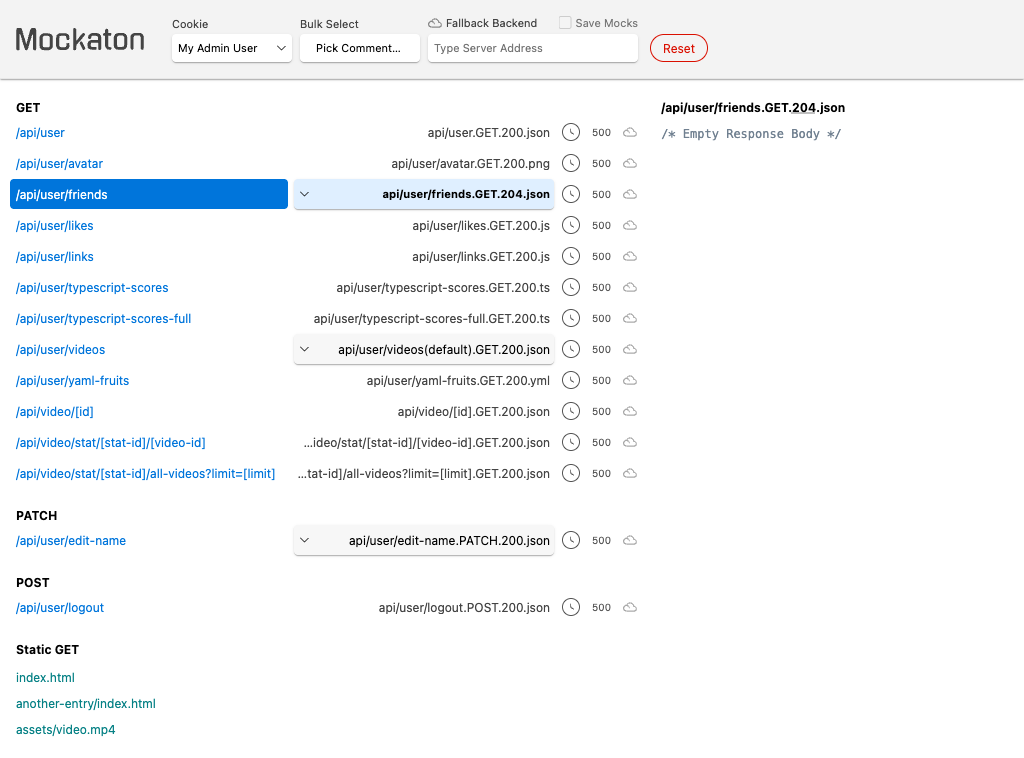 Mockaton
Cookie
My Admin User
Bulk Select
Pick Comment...
Fallback Backend
Save Mocks
Type Server Address
Reset
GET
/api/user api/user.GET.200.json 500
/api/user/avatar api/user/avatar.GET.200.png 500
/api/user/friends api/user/friends.GET.204.json 500
/api/user/likes api/user/likes.GET.200.js 500
/api/user/links api/user/links.GET.200.js 500
/api/user/typescript-scores api/user/typescript-scores.GET.200.ts 500
/api/user/typescript-scores-full api/user/typescript-scores-full.GET.200.ts 500
/api/user/videos api/user/videos(default).GET.200.json 500
/api/user/yaml-fruits api/user/yaml-fruits.GET.200.yml 500
/api/video/[id] api/video/[id].GET.200.json 500
/api/video/stat/[stat-id]/[video-id] ...ideo/stat/[stat-id]/[video-id].GET.200.json 500
/api/video/stat/[stat-id]/all-videos?limit=[limit] ...tat-id]/all-videos?limit=[limit].GET.200.json 500
PATCH
/api/user/edit-name api/user/edit-name.PATCH.200.json 500
POST
/api/user/logout api/user/logout.POST.200.json 500
Static GET
index.html
another-entry/index.html
assets/video.mp4
/api/user/friends.GET.204.json
/* Empty Response Body */